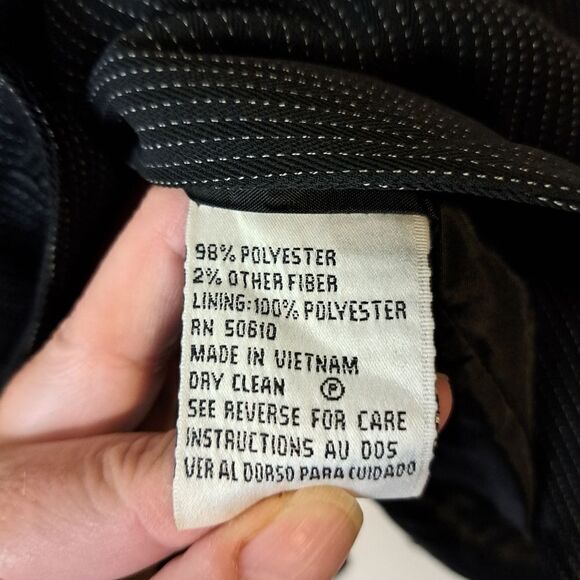 98% POLYESTER
2% OTHER FIBER
LINING:100% POLYESTER
RN 50610
MADE IN VIETNAM
DRY CLEAN Ⓟ
SEE REVERSE FOR CARE
INSTRUCTIONS AU DOS
VER AL DORSO PARA CUIDADO